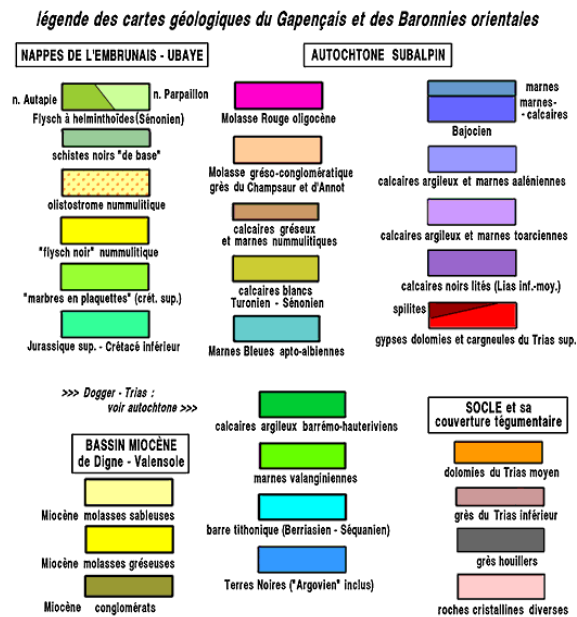 légende des cartes géologiques du Gapençais et des Baronnies orientales
NAPPES DE L'EMBRUNAIS - UBAYE
n. Autapie
n. Parpaillon
Flysch à helminthoïdes (Sénonien)
schistes noirs "de base"
olistostrome nummulitique
"flysch noir" nummulitique
"marbres en plaquettes" (crét. sup.)
Jurassique sup. - Crétacé inférieur
>>> Dogger - Trias :
voir autochtone >>>
BASSIN MIOCÈNE
de Digne - Valensole
Miocène molasses sableuses
Miocène molasses gréseuses
Miocène conglomérats
AUTOCHTONE SUBALPIN
Molasse Rouge oligocène
Molasse gréso-conglomératique
grès du Champsaur et d'Annot
calcaires gréseux
et marnes nummulitiques
calcaires blancs
Turonien - Sénonien
Marnes Bleues apto-albiennes
calcaires argileux barrémo-hauteriviens
marnes valanginiennes
barre tithonique (Berriasien - Séquanien)
Terres Noires ("Argovien" inclus)
marnes
marnes-
-calcaires
Bajocien
calcaires argileux et marnes aaléniennes
calcaires argileux et marnes toarciennes
calcaires noirs lités (Lias inf.-moy.)
spilites
gypses dolomies et cargneules du Trias sup.
SOCLE et sa
couverture tégumentaire
dolomies du Trias moyen
grès du Trias inférieur
grès houillers
roches cristallines diverses